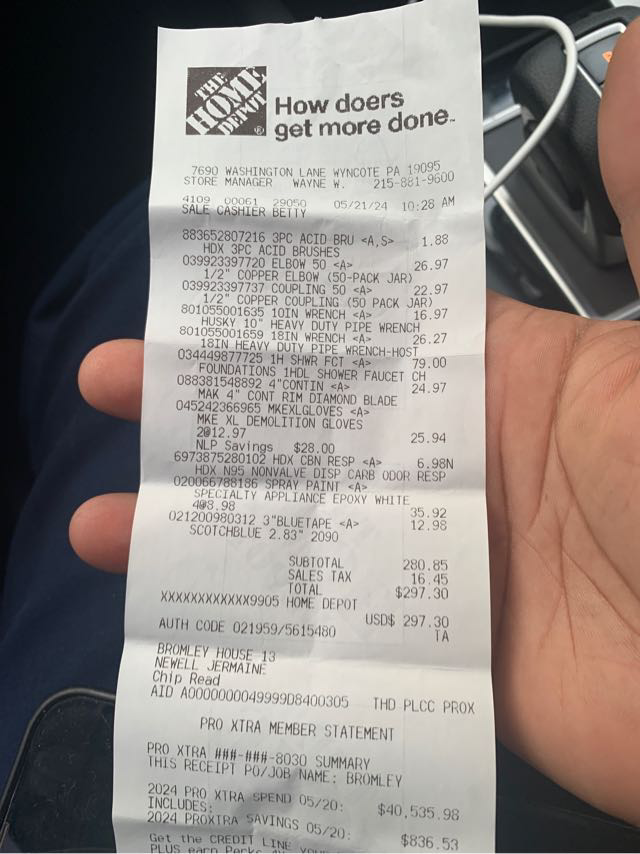 THE
HOME
DEPOT
How doers
get more done.
7690 WASHINGTON LANE WYNCOTE PA 19095
STORE MANAGER WAYNE W. 215-881-9600
4109 00061 29050 05/21/24 10:28 AM
SALE CASHIER BETTY
883652807216 3PC ACID BRU <A,S> 1.88
HDX 3PC ACID BRUSHES
039923397720 ELBOW 50 <A> 26.97
1/2" COPPER ELBOW (50-PACK JAR)
039923397737 COUPLING 50 <A> 22.97
1/2" COPPER COUPLING (50 PACK JAR)
801055001635 10IN WRENCH <A> 16.97
HUSKY 10" HEAVY DUTY PIPE WRENCH
801055001659 18IN WRENCH <A> 26.27
18IN HEAVY DUTY PIPE WRENCH-HOST
034449877725 1H SHWR FCT <A> 79.00
FOUNDATIONS 1HDL SHOWER FAUCET CH
088381548892 4"CONTIN <A> 24.97
MAK 4" CONT RIM DIAMOND BLADE
045242366965 MKEXLGLOVES <A>
MKE XL DEMOLITION GLOVES
2@12.97 25.94
NLP Savings $28.00
6973875280102 HDX CBN RESP <A> 6.98N
HDX N95 NONVALVE DISP CARB ODOR RESP
020066788186 SPRAY PAINT <A>
SPECIALTY APPLIANCE EPOXY WHITE
4@8.98 35.92
021200980312 3"BLUETAPE <A> 12.98
SCOTCHBLUE 2.83" 2090
SUBTOTAL 280.85
SALES TAX 16.45
TOTAL $297.30
XXXXXXXXXXXX9905 HOME DEPOT
USD$ 297.30
AUTH CODE 021959/5615480 TA
BROMLEY HOUSE 13
NEWELL JERMAINE
Chip Read
AID A0000000049999D8400305 THD PLCC PROX
PRO XTRA MEMBER STATEMENT
PRO XTRA ###-###-8030 SUMMARY
THIS RECEIPT PO/JOB NAME: BROMLEY
2024 PRO XTRA SPEND 05/20: $40,535.98
INCLUDES:
2024 PROXTRA SAVINGS 05/20: $836.53
Get the CREDIT LINE
PLUS earn Perks